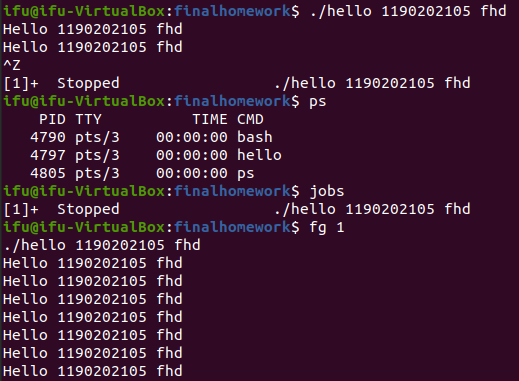 ifu@ifu-VirtualBox:finalhomework$ ./hello 1190202105 fhd
Hello 1190202105 fhd
Hello 1190202105 fhd
^Z
[1]+  Stopped                 ./hello 1190202105 fhd
ifu@ifu-VirtualBox:finalhomework$ ps
    PID TTY          TIME CMD
   4790 pts/3    00:00:00 bash
   4797 pts/3    00:00:00 hello
   4805 pts/3    00:00:00 ps
ifu@ifu-VirtualBox:finalhomework$ jobs
[1]+  Stopped                 ./hello 1190202105 fhd
ifu@ifu-VirtualBox:finalhomework$ fg 1
./hello 1190202105 fhd
Hello 1190202105 fhd
Hello 1190202105 fhd
Hello 1190202105 fhd
Hello 1190202105 fhd
Hello 1190202105 fhd
Hello 1190202105 fhd
Hello 1190202105 fhd